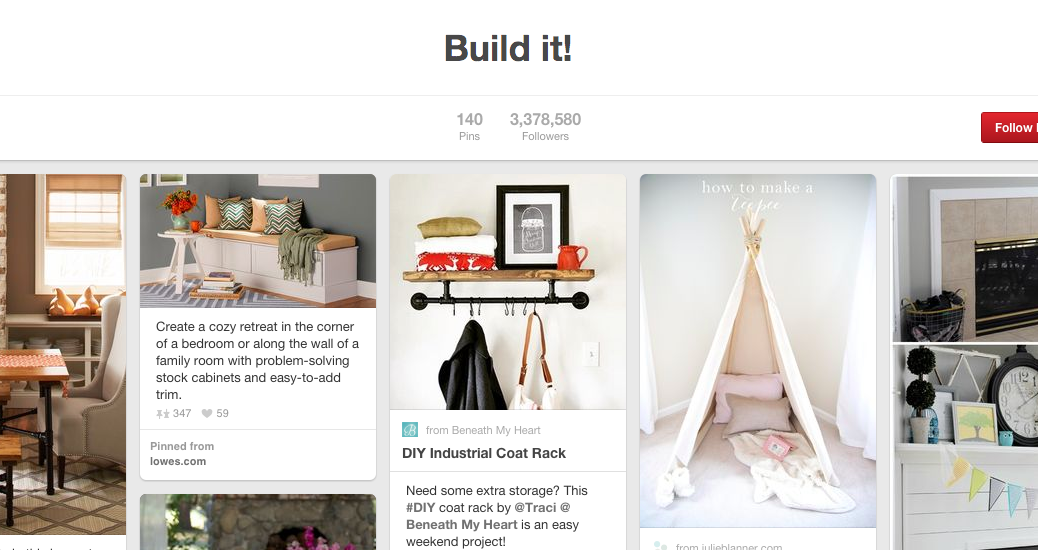 Build it!
140
Pins
3,378,580
Followers
Follow
how to make a
teepee
Create a cozy retreat in the corner
of a bedroom or along the wall of a
family room with problem-solving
stock cabinets and easy-to-add
trim.
347 59
Pinned from
lowes.com
from Beneath My Heart
DIY Industrial Coat Rack
Need some extra storage? This
#DIY coat rack by @Traci @
Beneath My Heart is an easy
weekend project!
from julieblanner.com